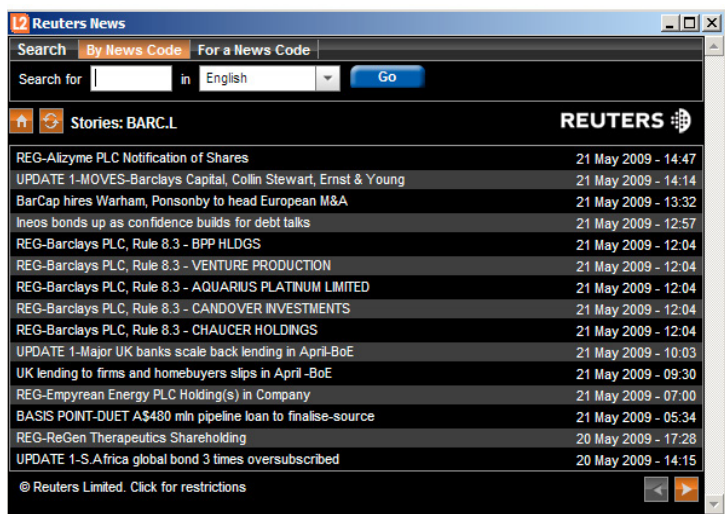 L2 Reuters News
Search By News Code For a News Code
Search for in English Go
Stories: BARC.L REUTERS
REG-Alizyme PLC Notification of Shares 21 May 2009 - 14:47
UPDATE 1-MOVES-Barclays Capital, Collin Stewart, Ernst & Young 21 May 2009 - 14:14
BarCap hires Warham, Ponsonby to head European M&A 21 May 2009 - 13:32
Ineos bonds up as confidence builds for debt talks 21 May 2009 - 12:57
REG-Barclays PLC, Rule 8.3 - BPP HLDGS 21 May 2009 - 12:04
REG-Barclays PLC, Rule 8.3 - VENTURE PRODUCTION 21 May 2009 - 12:04
REG-Barclays PLC, Rule 8.3 - AQUARIUS PLATINUM LIMITED 21 May 2009 - 12:04
REG-Barclays PLC, Rule 8.3 - CANDOVER INVESTMENTS 21 May 2009 - 12:04
REG-Barclays PLC, Rule 8.3 - CHAUCER HOLDINGS 21 May 2009 - 12:04
UPDATE 1-Major UK banks scale back lending in April-BoE 21 May 2009 - 10:03
UK lending to firms and homebuyers slips in April -BoE 21 May 2009 - 09:30
REG-Empyrean Energy PLC Holding(s) in Company 21 May 2009 - 07:00
BASIS POINT-DUET A$480 mln pipeline loan to finalise-source 21 May 2009 - 05:34
REG-ReGen Therapeutics Shareholding 20 May 2009 - 17:28
UPDATE 1-S.Africa global bond 3 times oversubscribed 20 May 2009 - 14:15
© Reuters Limited. Click for restrictions